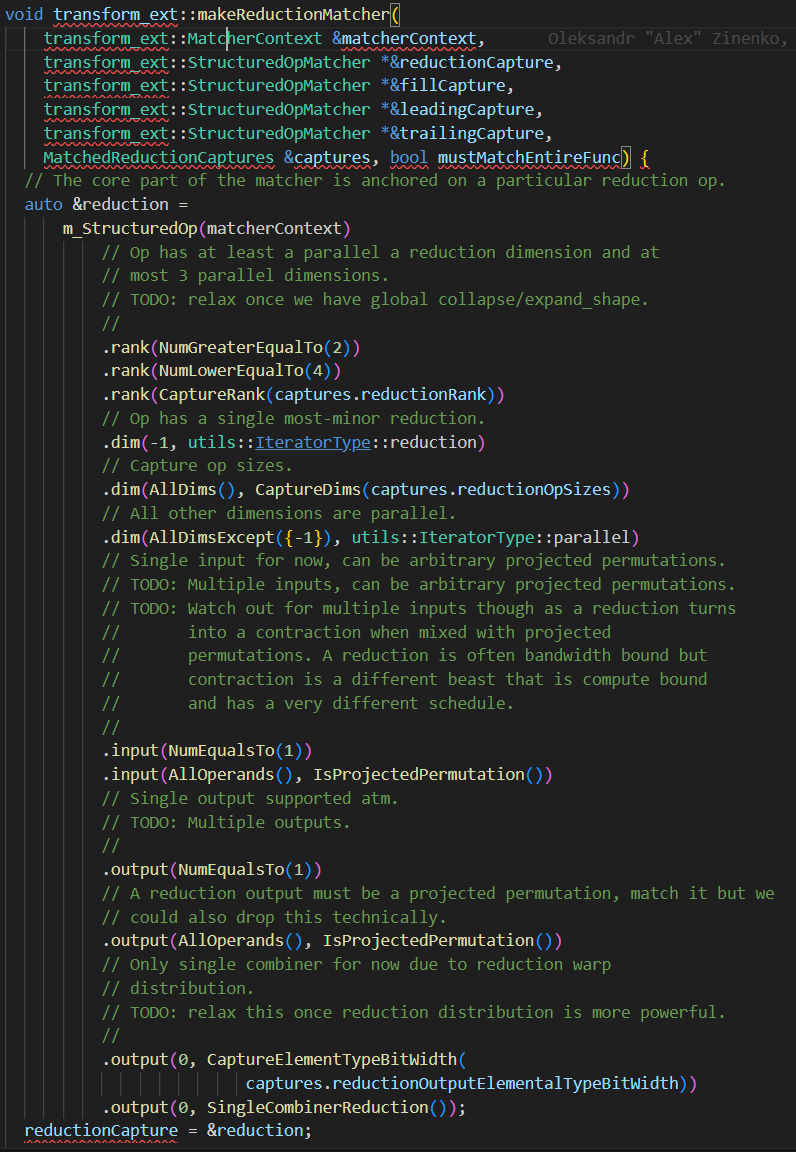 void transform_ext::makeReductionMatcher(
    transform_ext::MatcherContext &matcherContext,        Oleksandr "Alex" Zinenko,
    transform_ext::StructuredOpMatcher *&reductionCapture,
    transform_ext::StructuredOpMatcher *&fillCapture,
    transform_ext::StructuredOpMatcher *&leadingCapture,
    transform_ext::StructuredOpMatcher *&trailingCapture,
    MatchedReductionCaptures &captures, bool mustMatchEntireFunc) {
  // The core part of the matcher is anchored on a particular reduction op.
  auto &reduction =
      m_StructuredOp(matcherContext)
          // Op has at least a parallel a reduction dimension and at
          // most 3 parallel dimensions.
          // TODO: relax once we have global collapse/expand_shape.
          //
          .rank(NumGreaterEqualTo(2))
          .rank(NumLowerEqualTo(4))
          .rank(CaptureRank(captures.reductionRank))
          // Op has a single most-minor reduction.
          .dim(-1, utils::IteratorType::reduction)
          // Capture op sizes.
          .dim(AllDims(), CaptureDims(captures.reductionOpSizes))
          // All other dimensions are parallel.
          .dim(AllDimsExcept({-1}), utils::IteratorType::parallel)
          // Single input for now, can be arbitrary projected permutations.
          // TODO: Multiple inputs, can be arbitrary projected permutations.
          // TODO: Watch out for multiple inputs though as a reduction turns
          //       into a contraction when mixed with projected
          //       permutations. A reduction is often bandwidth bound but
          //       contraction is a different beast that is compute bound
          //       and has a very different schedule.
          //
          .input(NumEqualsTo(1))
          .input(AllOperands(), IsProjectedPermutation())
          // Single output supported atm.
          // TODO: Multiple outputs.
          //
          .output(NumEqualsTo(1))
          // A reduction output must be a projected permutation, match it but we
          // could also drop this technically.
          .output(AllOperands(), IsProjectedPermutation())
          // Only single combiner for now due to reduction warp
          // distribution.
          // TODO: relax this once reduction distribution is more powerful.
          //
          .output(0, CaptureElementTypeBitWidth(
                         captures.reductionOutputElementalTypeBitWidth))
          .output(0, SingleCombinerReduction());
  reductionCapture = &reduction;